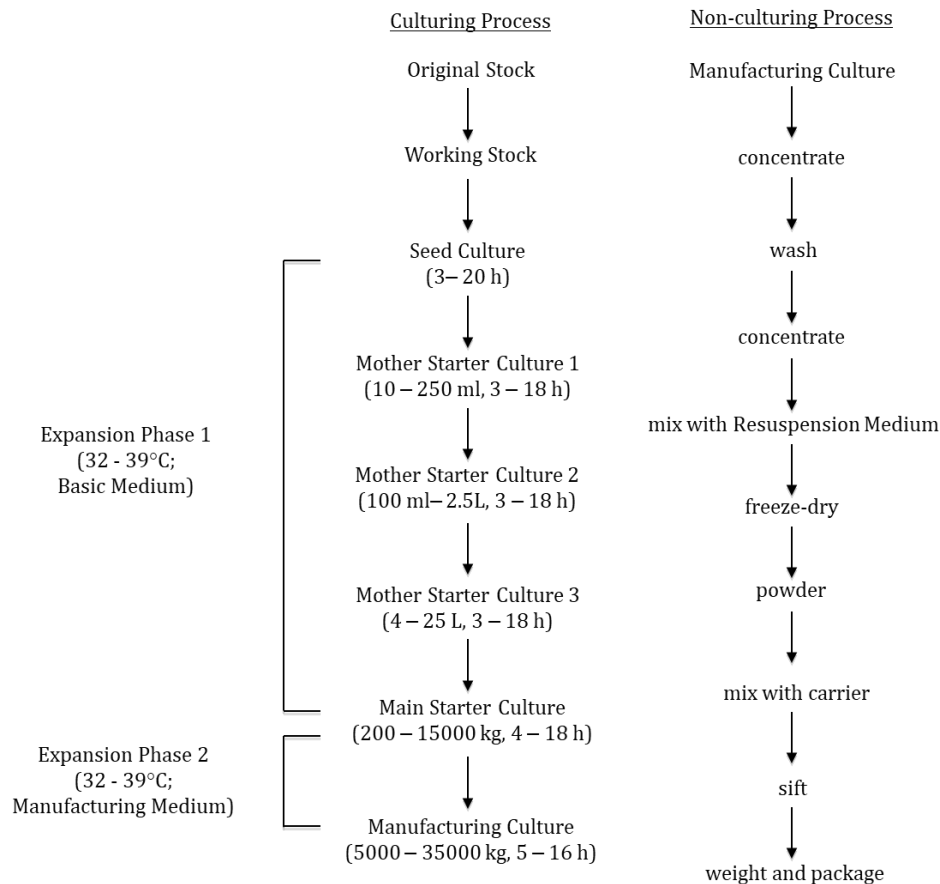 Culturing Process
Original Stock
Working Stock
Seed Culture
(3– 20 h)
Mother Starter Culture 1
(10 – 250 ml, 3 – 18 h)
Mother Starter Culture 2
(100 ml– 2.5L, 3 – 18 h)
Mother Starter Culture 3
(4 – 25 L, 3 – 18 h)
Main Starter Culture
(200 – 15000 kg, 4 – 18 h)
Manufacturing Culture
(5000 – 35000 kg, 5 – 16 h)
Expansion Phase 1
(32 - 39°C;
Basic Medium)
Expansion Phase 2
(32 - 39°C;
Manufacturing Medium)
Non-culturing Process
Manufacturing Culture
concentrate
wash
concentrate
mix with Resuspension Medium
freeze-dry
powder
mix with carrier
sift
weight and package